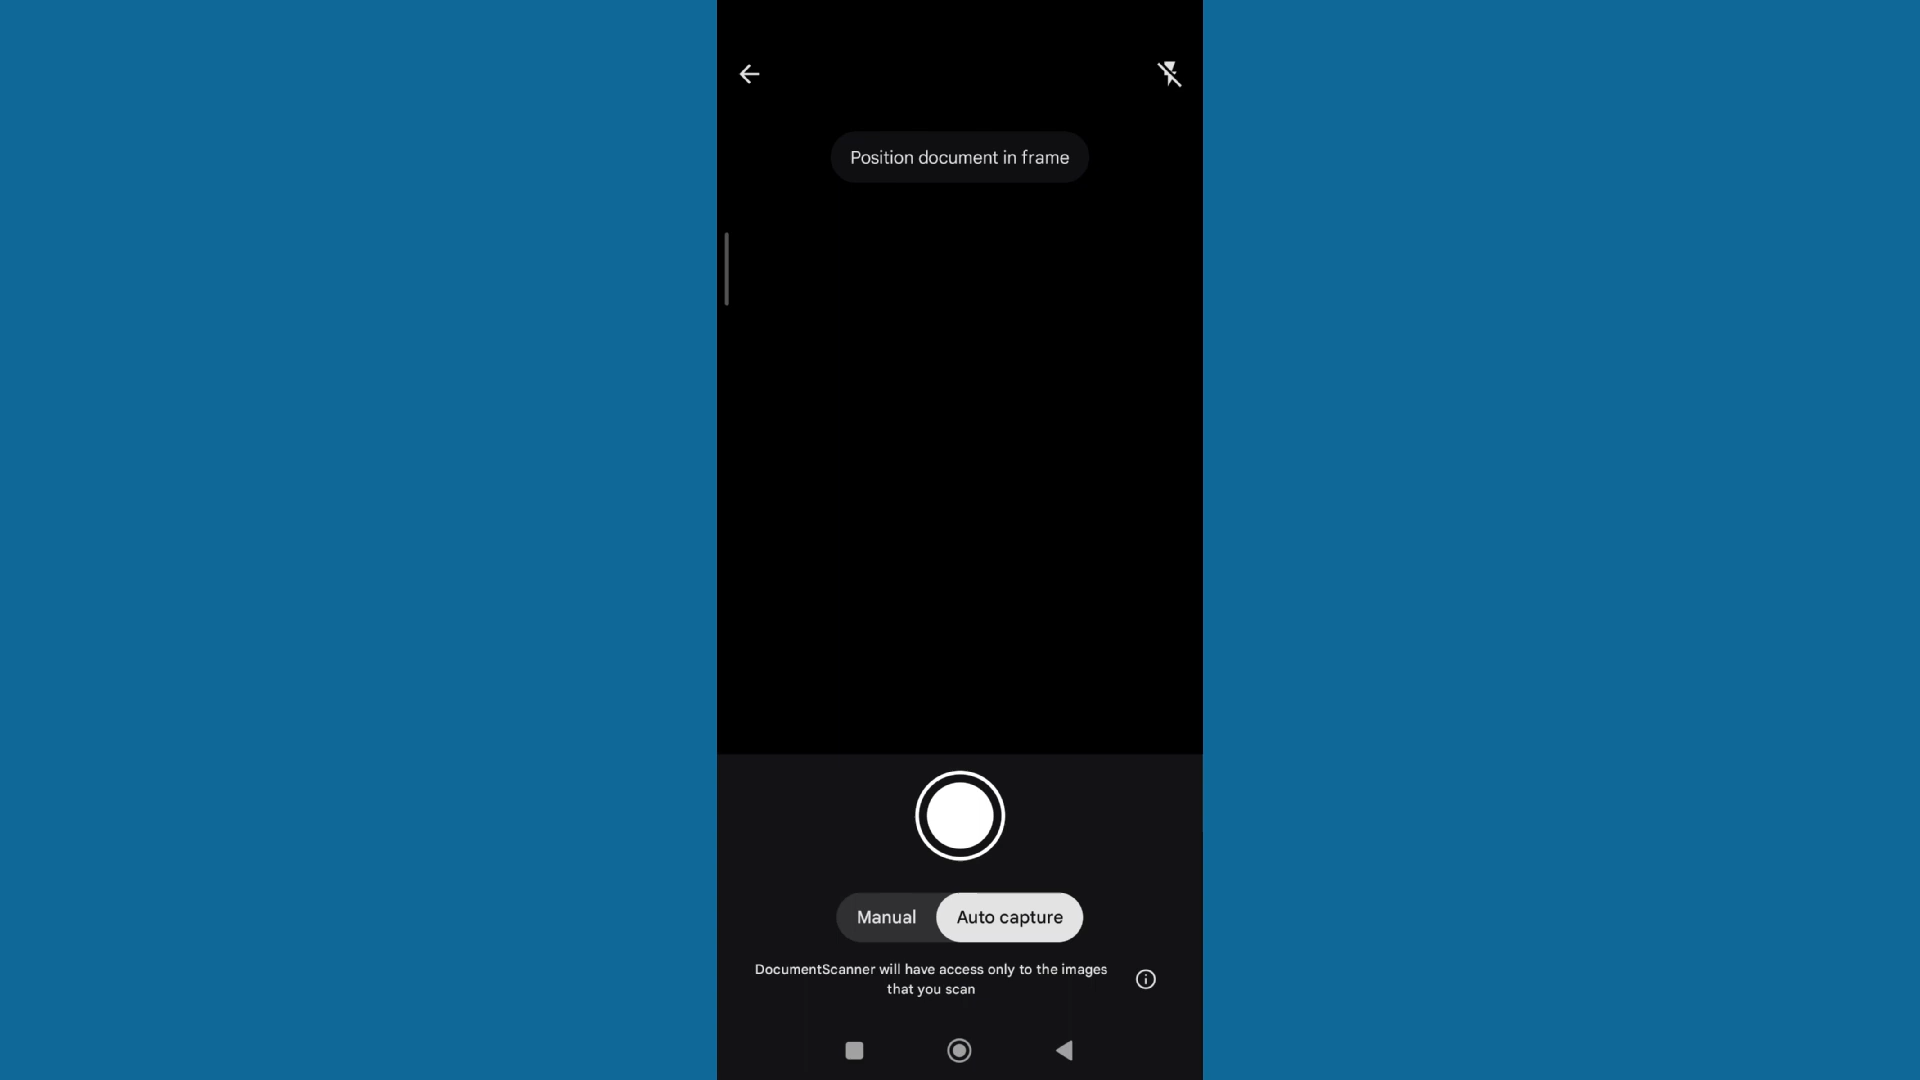 Position document in frame
Manual
Auto capture
DocumentScanner will have access only to the images
that you scan